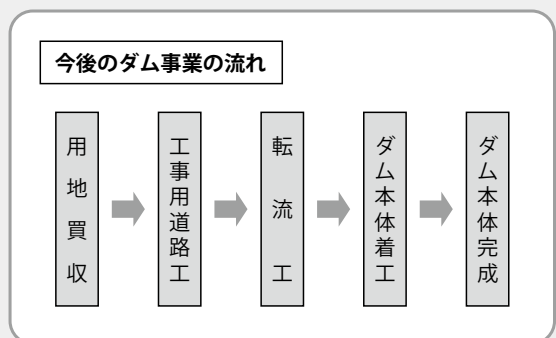 今後のダム事業の流れ
用地買収
工事用道路工
転流工
ダム本体着工
ダム本体完成